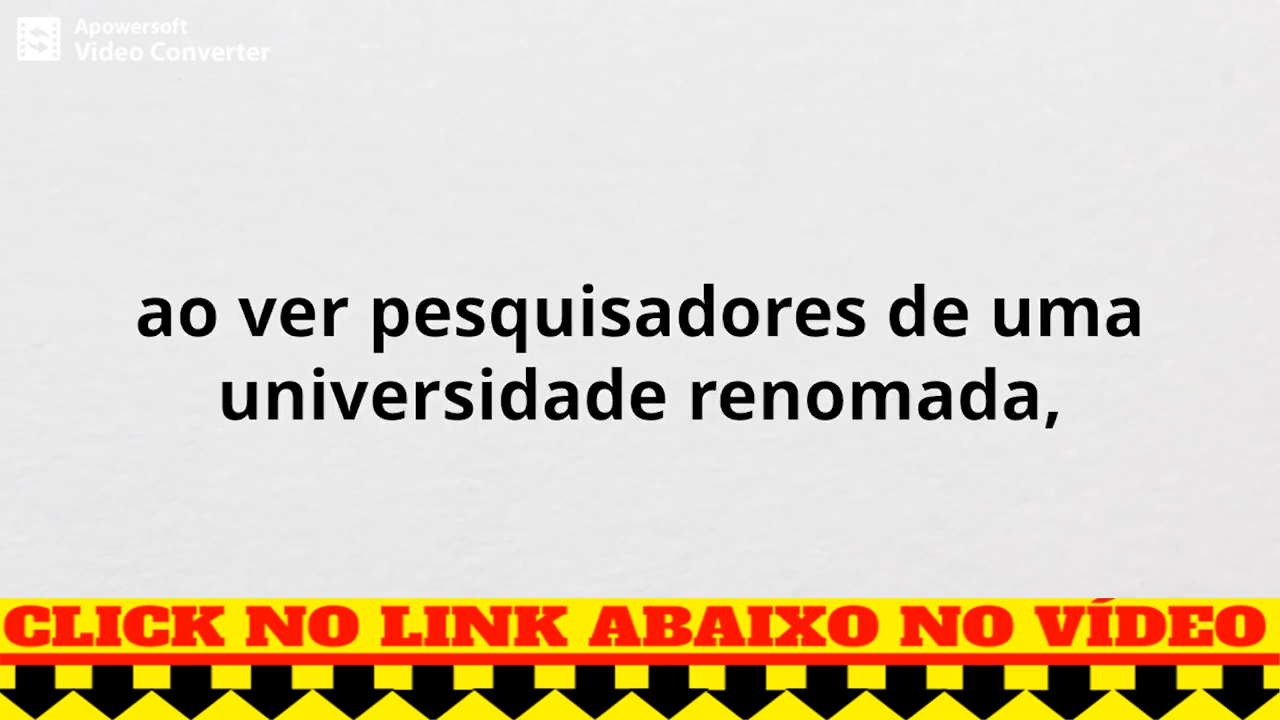 Apowersoft
Video Converter
ao ver pesquisadores de uma
universidade renomada,
CLICK NO LINK ABAIXO NO VÍDEO